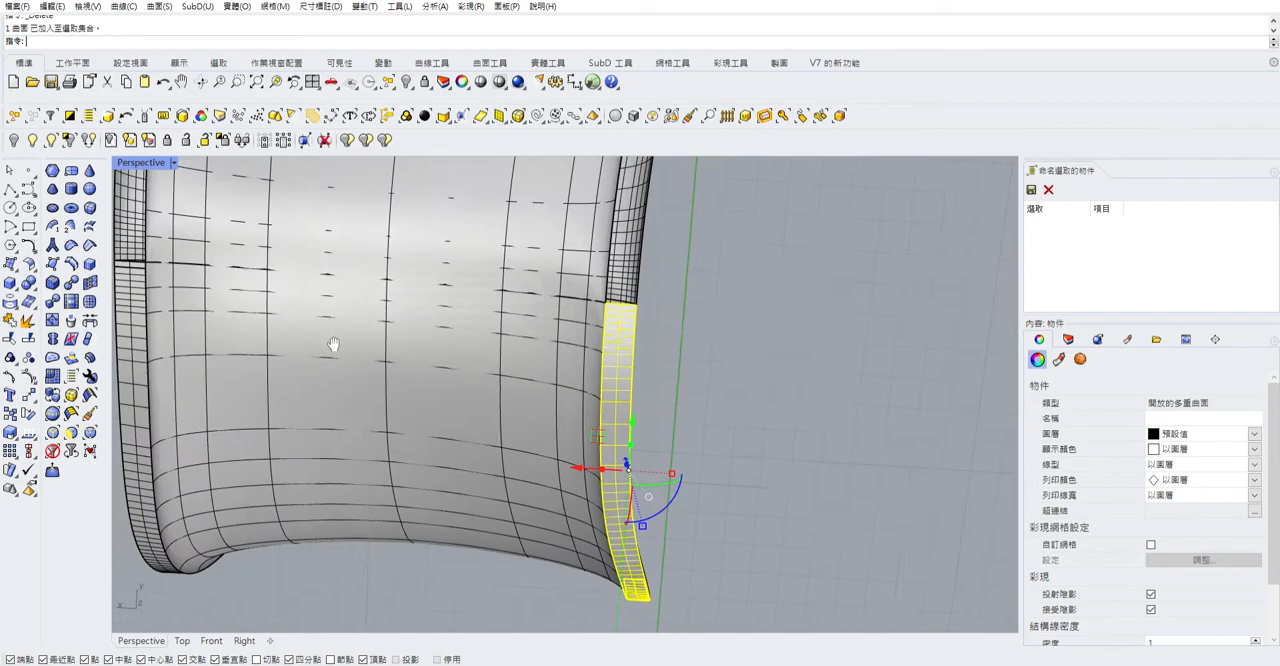 檔案(F) 編輯(E) 檢視(V) 曲線(C) 曲面(S) SubD(U) 實體(O) 網格(M) 尺寸標註(D) 變動(T) 工具(L) 分析(A) 彩現(R) 面板(P) 說明(H)
指令: _Delete
1 曲面 已加入至選取集合。
指令:
標準 工作平面 設定視圖 顯示 選取 作業視窗配置 可見性 變動 曲線工具 曲面工具 實體工具 SubD 工具 網格工具 彩現工具 製圖 V7 的新功能
Perspective
命名選取的物件
選取 項目
內容: 物件
物件
類型 開放的多重曲面
名稱
圖層 預設值
顯示顏色 以圖層
線型 以圖層
列印顏色 以圖層
列印線寬 以圖層
超連結 ...
彩現網格設定
自訂網格
設定 調整...
彩現
投射陰影
接受陰影
結構線密度
密度 1
y
x z
Perspective Top Front Right
端點 最近點 點 中點 中心點 交點 垂直點 切點 四分點 節點 頂點 投影 停用